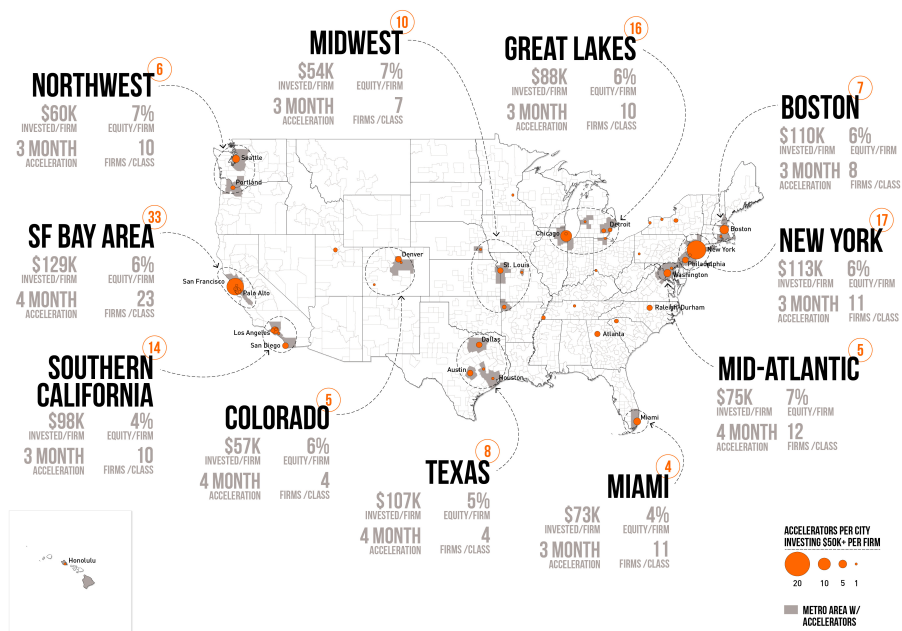 10
MIDWEST
$54K 7%
INVESTED/FIRM EQUITY/FIRM
3 MONTH 7
ACCELERATION FIRMS /CLASS
16
GREAT LAKES
$88K 6%
INVESTED/FIRM EQUITY/FIRM
3 MONTH 10
ACCELERATION FIRMS /CLASS
6
NORTHWEST
$60K 7%
INVESTED/FIRM EQUITY/FIRM
3 MONTH 10
ACCELERATION FIRMS /CLASS
7
BOSTON
$110K 6%
INVESTED/FIRM EQUITY/FIRM
3 MONTH 8
ACCELERATION FIRMS /CLASS
33
SF BAY AREA
$129K 6%
INVESTED/FIRM EQUITY/FIRM
4 MONTH 23
ACCELERATION FIRMS /CLASS
17
NEW YORK
$113K 6%
INVESTED/FIRM EQUITY/FIRM
3 MONTH 11
ACCELERATION FIRMS /CLASS
Seattle
Portland
San Francisco
Palo Alto
Los Angeles
San Diego
Denver
St. Louis
Chicago
Detroit
Boston
New York
Philadelphia
Washington
Raleigh-Durham
Atlanta
Dallas
Austin
Houston
Miami
14
SOUTHERN
CALIFORNIA
$98K 4%
INVESTED/FIRM EQUITY/FIRM
3 MONTH 10
ACCELERATION FIRMS /CLASS
5
COLORADO
$57K 6%
INVESTED/FIRM EQUITY/FIRM
4 MONTH 4
ACCELERATION FIRMS /CLASS
8
TEXAS
$107K 5%
INVESTED/FIRM EQUITY/FIRM
4 MONTH 4
ACCELERATION FIRMS /CLASS
4
MIAMI
$73K 4%
INVESTED/FIRM EQUITY/FIRM
3 MONTH 11
ACCELERATION FIRMS /CLASS
5
MID-ATLANTIC
$75K 7%
INVESTED/FIRM EQUITY/FIRM
4 MONTH 12
ACCELERATION FIRMS /CLASS
Honolulu
ACCELERATORS PER CITY
INVESTING $50K+ PER FIRM
20 10 5 1
METRO AREA W/
ACCELERATORS